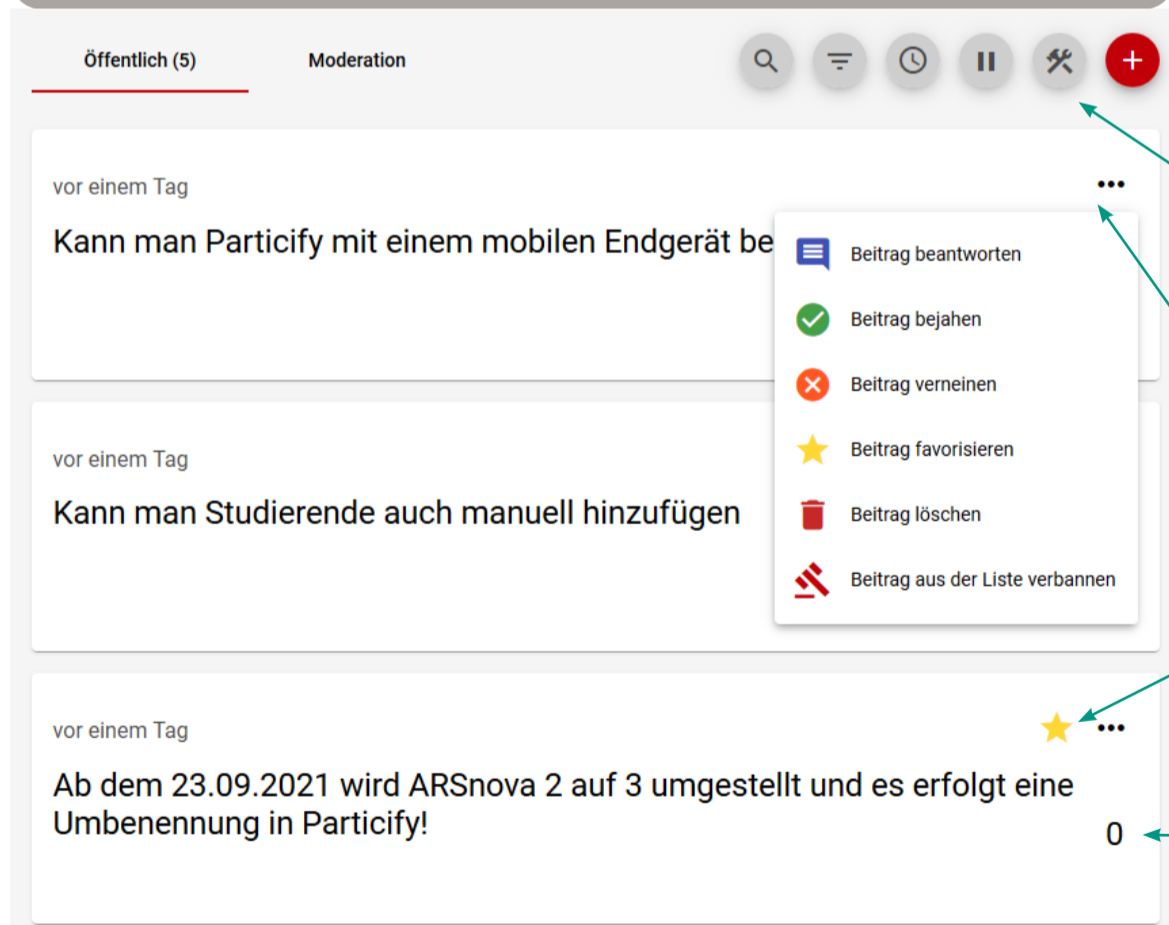 Öffentlich (5)
Moderation
vor einem Tag
Kann man Particify mit einem mobilen Endgerät be
Beitrag beantworten
Beitrag bejahen
Beitrag verneinen
Beitrag favorisieren
Beitrag löschen
Beitrag aus der Liste verbannen
vor einem Tag
Kann man Studierende auch manuell hinzufügen
vor einem Tag
Ab dem 23.09.2021 wird ARSnova 2 auf 3 umgestellt und es erfolgt eine
Umbenennung in Particify!
0